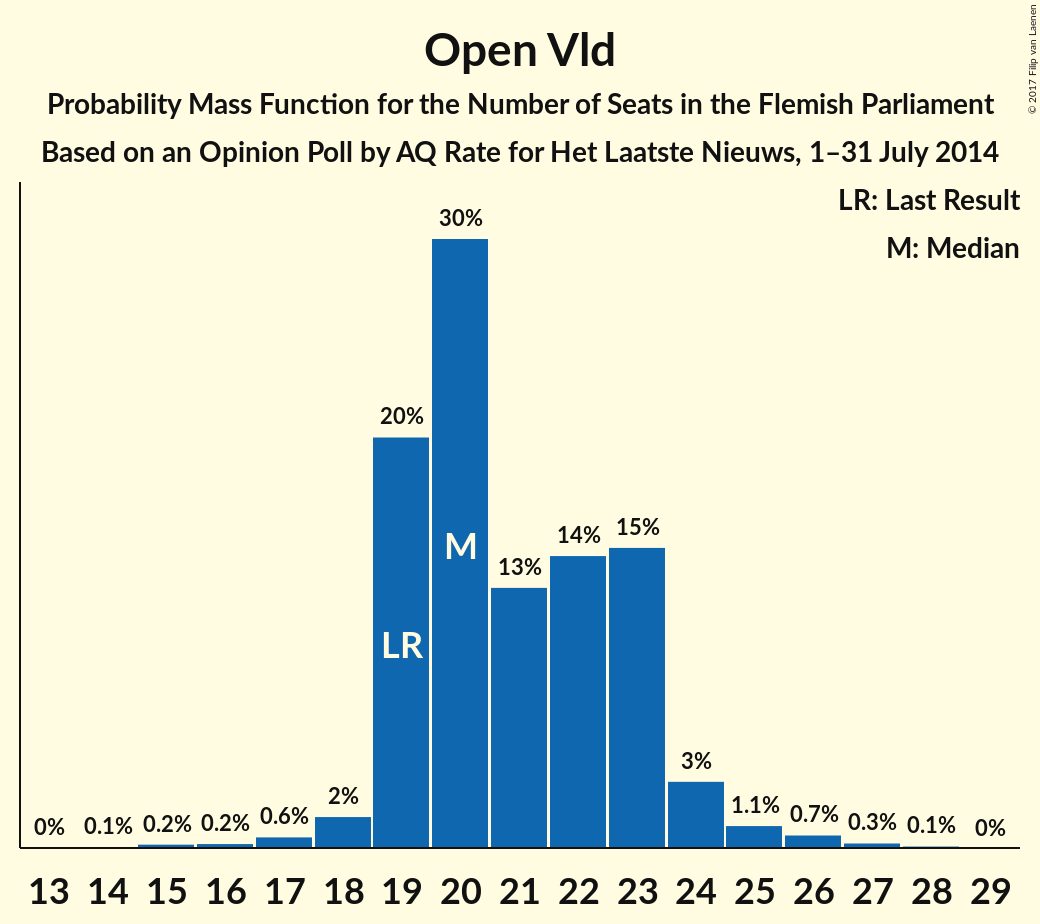 Open Vld
Probability Mass Function for the Number of Seats in the Flemish Parliament
Based on an Opinion Poll by AQ Rate for Het Laatste Nieuws, 1–31 July 2014
© 2017 Filip van Laenen
LR: Last Result
M: Median
0% 0.1% 0.2% 0.2% 0.6% 2% 20% 30% 13% 14% 15% 3% 1.1% 0.7% 0.3% 0.1% 0%
M
LR
13 14 15 16 17 18 19 20 21 22 23 24 25 26 27 28 29